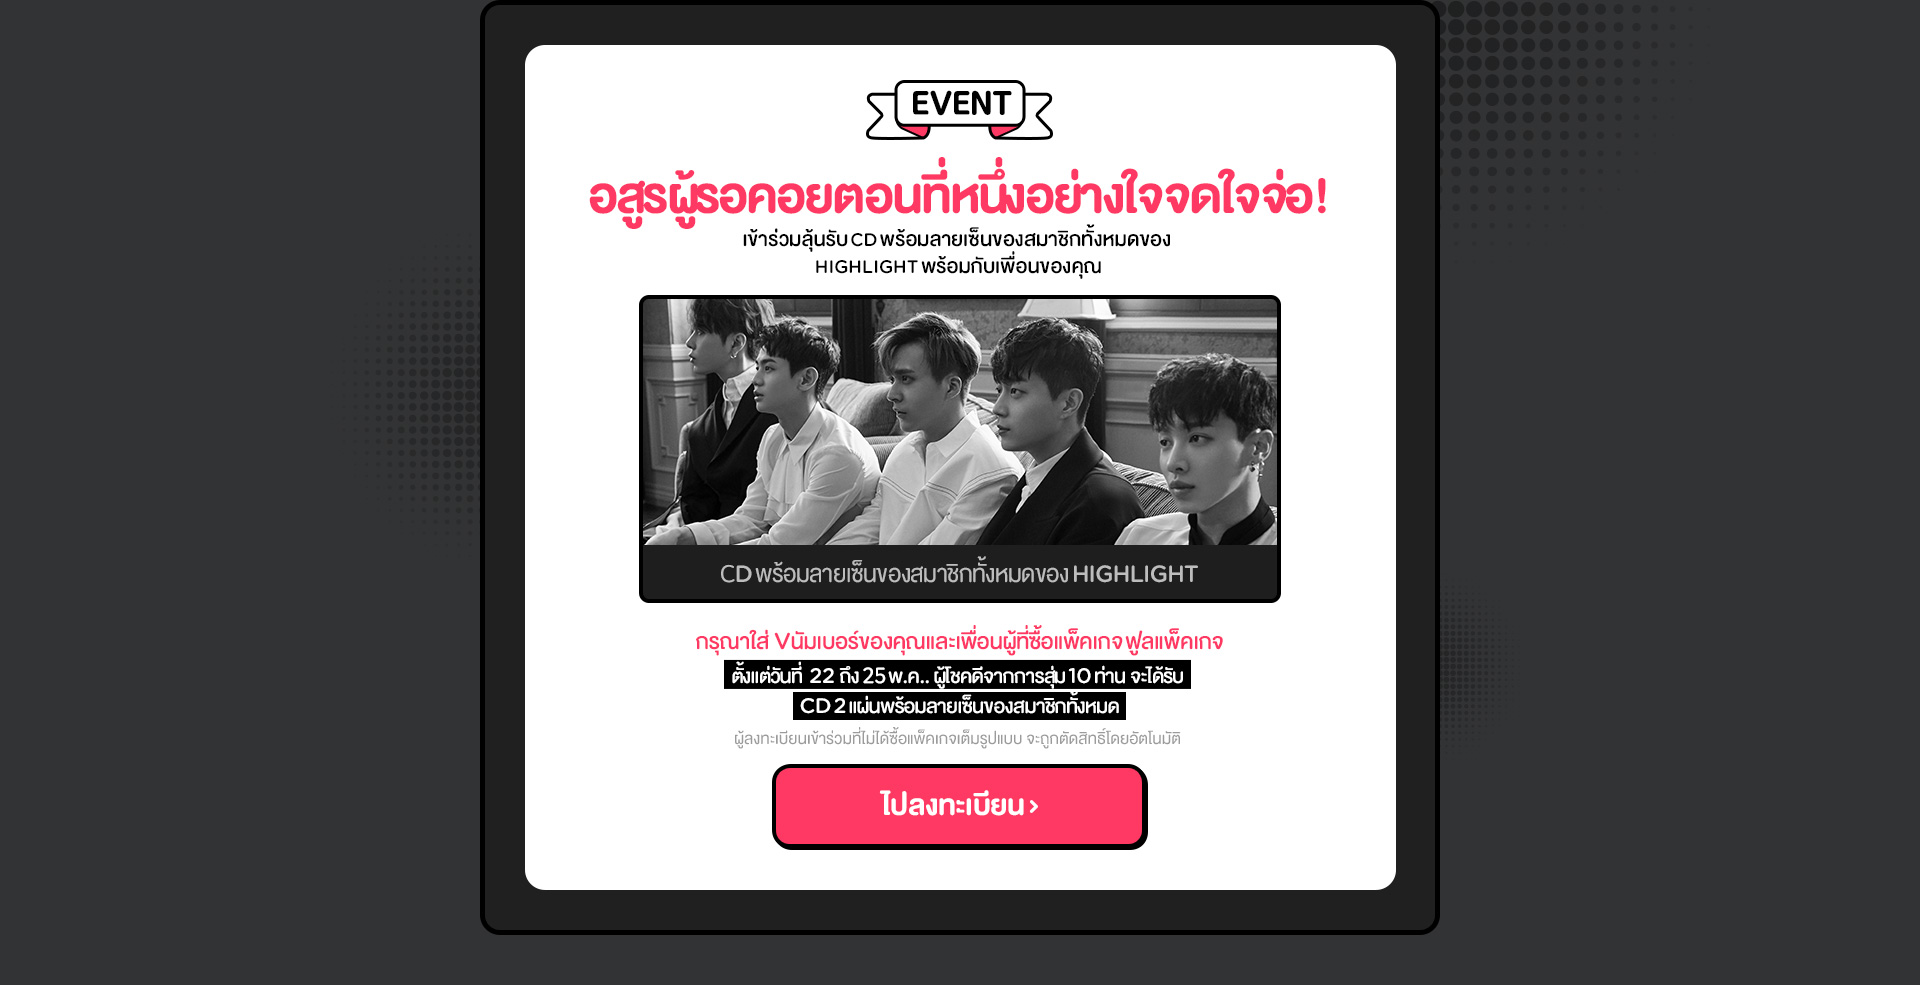 EVENT
อสูรผู้รอคอยตอนที่หนึ่งอย่างใจจดใจจ่อ!
เข้าร่วมลุ้นรับ CD พร้อมลายเซ็นของสมาชิกทั้งหมดของ
HIGHLIGHT พร้อมกับเพื่อนของคุณ
CD พร้อมลายเซ็นของสมาชิกทั้งหมดของ HIGHLIGHT
กรุณาใส่ Vนัมเบอร์ของคุณและเพื่อนผู้ที่ซื้อแพ็คเกจ ฟูลแพ็คเกจ
ตั้งแต่วันที่ 22 ถึง 25 พ.ค.. ผู้โชคดีจากการสุ่ม 10 ท่าน จะได้รับ
CD 2 แผ่นพร้อมลายเซ็นของสมาชิกทั้งหมด
ผู้ลงทะเบียนเข้าร่วมที่ไม่ได้ซื้อแพ็คเกจเต็มรูปแบบ จะถูกตัดสิทธิ์โดยอัตโนมัติ
ไปลงทะเบียน ›